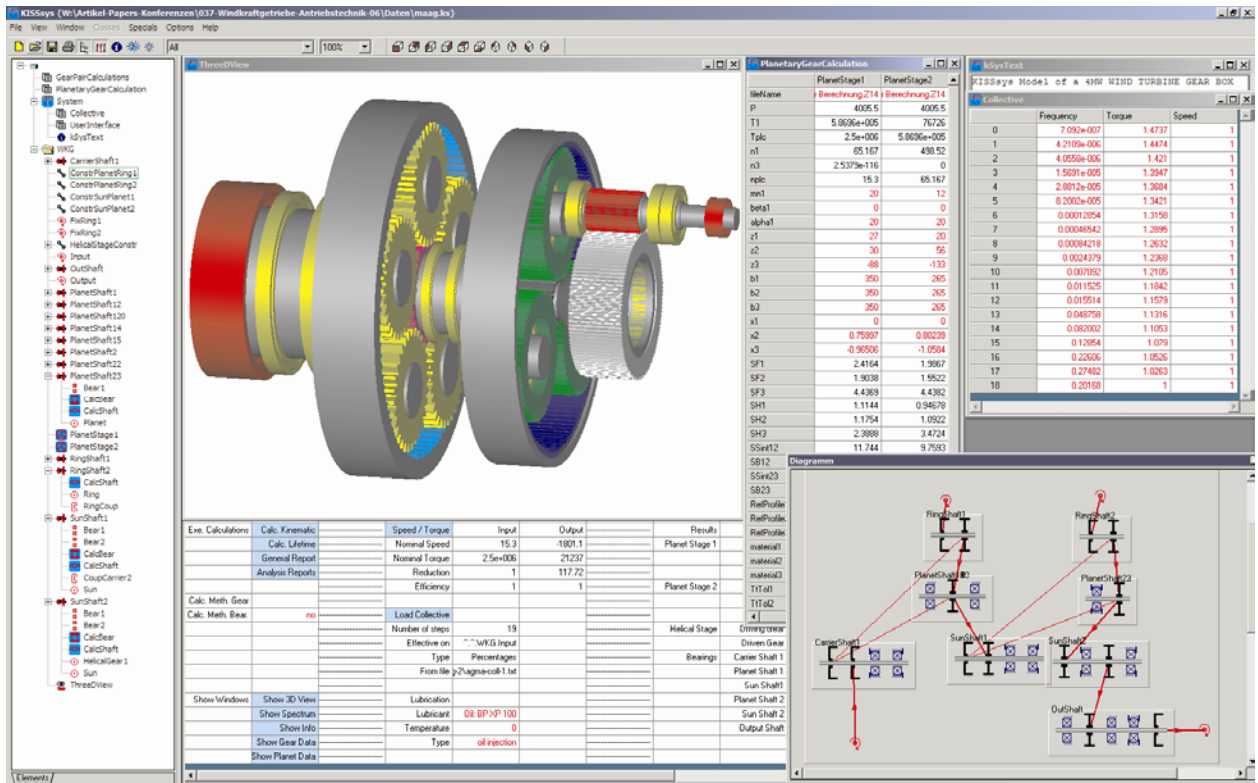 KISSsys {W:\Artikel-Papers-Konferenzen\037-Windkraftgetriebe-Antriebstechnik-06\Daten\maag.ks}
File View Window Classes Specials Options Help
All 100%
GearPairCalculations
PlanetaryGearCalculation
System
Collective
UserInterface
kSysText
WKG
CarrierShaft1
ConstrPlanetRing1
ConstrPlanetRing2
ConstrSunPlanet1
ConstrSunPlanet2
FixRing1
FixRing2
HelicalStageConstr
Input
OutShaft
Output
PlanetShaft1
PlanetShaft12
PlanetShaft120
PlanetShaft14
PlanetShaft15
PlanetShaft2
PlanetShaft22
PlanetShaft23
Bear1
CalcBear
CalcShaft
Planet
PlanetStage1
PlanetStage2
RingShaft1
RingShaft2
CalcShaft
Ring
RingCoup
SunShaft1
Bear1
Bear2
CalcBear
CalcShaft
CoupCarrier2
Sun
SunShaft2
Bear1
Bear2
CalcBear
CalcShaft
HelicalGear1
Sun
ThreeDView
Elements
ThreeDView
Exe. Calculations Calc. Kinematic Speed / Torque Input Output Results
Calc. Lifetime Nominal Speed 15.3 -1801.1 Planet Stage 1
General Report Nominal Torque 2.5e+006 21237
Analysis Reports Reduction 1 117.72
Efficiency 1 1 Planet Stage 2
Calc. Meth. Gear
Calc. Meth. Bear. no Load Collective
Number of steps 19 Helical Stage Driving Gear
Effective on ^.^.WKG.Input Driven Gear
Type Percentages Bearings Carrier Shaft 1
From file 2\agma-coll-1.txt Planet Shaft 1
Sun Shaft1
Show Windows Show 3D View Lubrication Planet Shaft 2
Show Spectrum Lubricant Oil: BP XP 100 Sun Shaft 2
Show Info Temperature 0 Output Shaft
Show Gear Data Type oil injection
Show Planet Data
PlanetaryGearCalculation
PlanetStage1 PlanetStage2
fileName Berechnung.Z14 Berechnung.Z14
P 4005.5 4005.5
T1 5.8696e+005 76726
Tplc 2.5e+006 5.8696e+005
n1 65.167 498.52
n3 2.5379e-116 0
nplc 15.3 65.167
mn1 20 12
beta1 0 0
alpha1 20 20
z1 27 20
z2 30 56
z3 -88 -133
b1 350 265
b2 350 265
b3 350 265
x1 0 0
x2 0.75997 0.80239
x3 -0.96506 -1.0584
SF1 2.4164 1.9867
SF2 1.9038 1.5522
SF3 4.4369 4.4382
SH1 1.1144 0.94678
SH2 1.1754 1.0922
SH3 2.3888 3.4724
SSint12 11.744 9.7593
SB12
SSint23
SB23
RefProfile
RefProfile
RefProfile
material1
material2
material3
TtTol1
TtTol2
kSysText
KISSsys Model of a 4MW WIND TURBINE GEAR BOX
Collective
Frequency Torque Speed
0 7.092e-007 1.4737 1
1 4.2109e-006 1.4474 1
2 4.0558e-006 1.421 1
3 1.5691e-005 1.3947 1
4 2.8812e-005 1.3684 1
5 8.2002e-005 1.3421 1
6 0.00012854 1.3158 1
7 0.00046542 1.2895 1
8 0.00084218 1.2632 1
9 0.0024379 1.2368 1
10 0.007092 1.2105 1
11 0.011525 1.1842 1
12 0.015514 1.1579 1
13 0.048758 1.1316 1
14 0.082002 1.1053 1
15 0.12854 1.079 1
16 0.22606 1.0526 1
17 0.27482 1.0263 1
18 0.20168 1 1
Diagramm
RingShaft1 RingShaft2
PlanetShaft23
CarrierShaft1 SunShaft1 SunShaft2
OutShaft